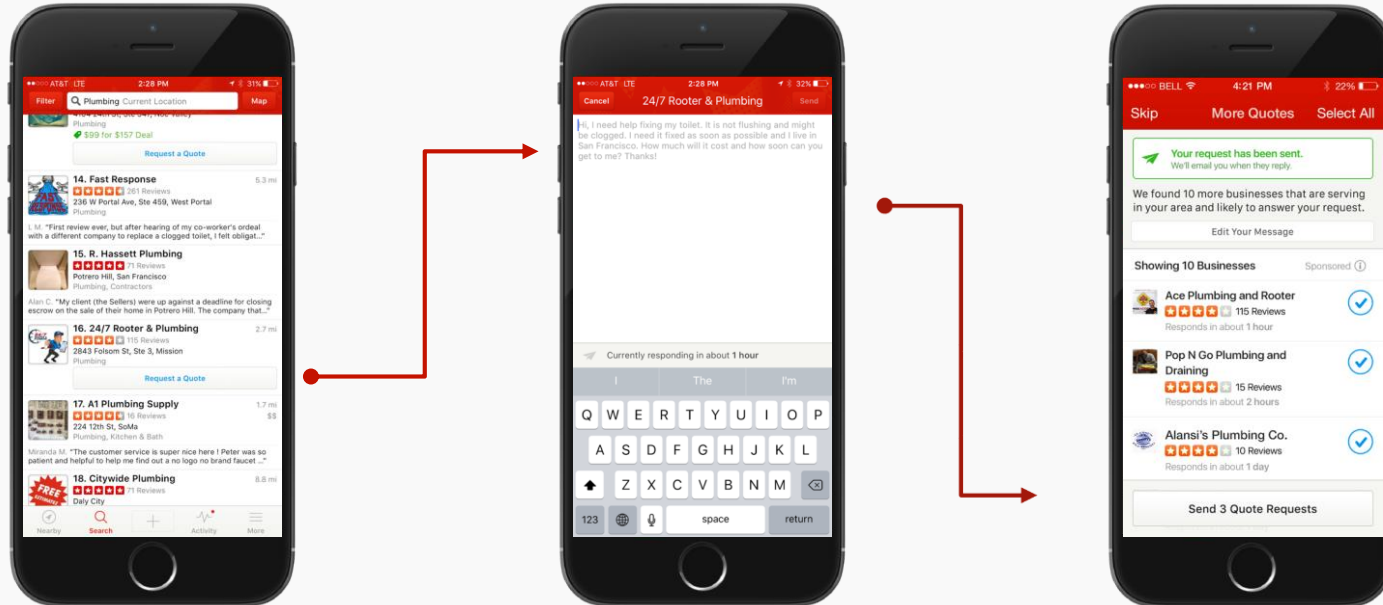 AT&T LTE 2:28 PM 31%
Filter Plumbing Current Location Map
4104 24th St, Ste 547, Noe Valley
Plumbing
$99 for $157 Deal
Request a Quote
14. Fast Response 5.3 mi
261 Reviews
236 W Portal Ave, Ste 459, West Portal
Plumbing
L M. "First review ever, but after hearing of my co-worker's ordeal
with a different company to replace a clogged toilet, I felt obligat..."
15. R. Hassett Plumbing
71 Reviews
Potrero Hill, San Francisco
Plumbing, Contractors
Alan C. "My client (the Sellers) were up against a deadline for closing
escrow on the sale of their home in Potrero Hill. The company that..."
16. 24/7 Rooter & Plumbing 2.7 mi
115 Reviews
2843 Folsom St, Ste 3, Mission
Plumbing
Request a Quote
17. A1 Plumbing Supply 1.7 mi
16 Reviews $$
224 12th St, SoMa
Plumbing, Kitchen & Bath
Miranda M. "The customer service is super nice here ! Peter was so
patient and helpful to help me find out a no logo no brand faucet ..."
FREE
18. Citywide Plumbing 8.8 mi
71 Reviews
Daly City
Nearby Search Activity More
AT&T LTE 2:28 PM 32%
Cancel 24/7 Rooter & Plumbing Send
Hi, I need help fixing my toilet. It is not flushing and might
be clogged. I need it fixed as soon as possible and I live in
San Francisco. How much will it cost and how soon can you
get to me? Thanks!
Currently responding in about 1 hour
I The I'm
Q W E R T Y U I O P
A S D F G H J K L
Z X C V B N M
123 space return
BELL 4:21 PM 22%
Skip More Quotes Select All
Your request has been sent.
We'll email you when they reply.
We found 10 more businesses that are serving
in your area and likely to answer your request.
Edit Your Message
Showing 10 Businesses Sponsored
Ace Plumbing and Rooter
115 Reviews
Responds in about 1 hour
Pop N Go Plumbing and
Draining
15 Reviews
Responds in about 2 hours
Alansi's Plumbing Co.
10 Reviews
Responds in about 1 day
Send 3 Quote Requests